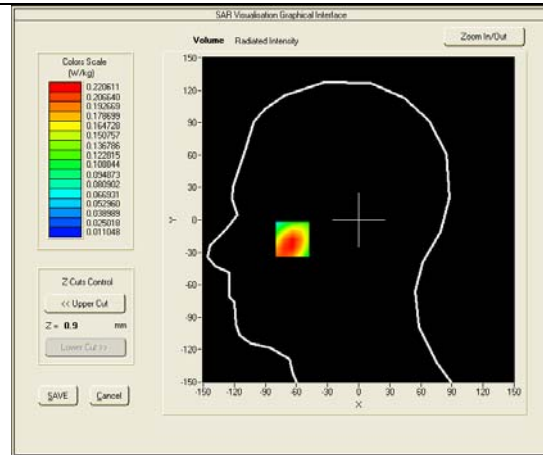 SAR Visualisation Graphical Interface
Volume Radiated Intensity
Zoom In/Out
Colors Scale
(W/kg)
0.220611
0.206640
0.192669
0.178699
0.164728
0.150757
0.136786
0.122815
0.108844
0.094873
0.080902
0.066931
0.052960
0.038989
0.025018
0.011048
Z Cuts Control
<< Upper Cut
Z = 0.9 mm
Lower Cut >>
SAVE Cancel
150
120
90
60
30
0
-30
-60
-90
-120
-150
Y
-150 -120 -90 -60 -30 0 30 60 90 120 150
X